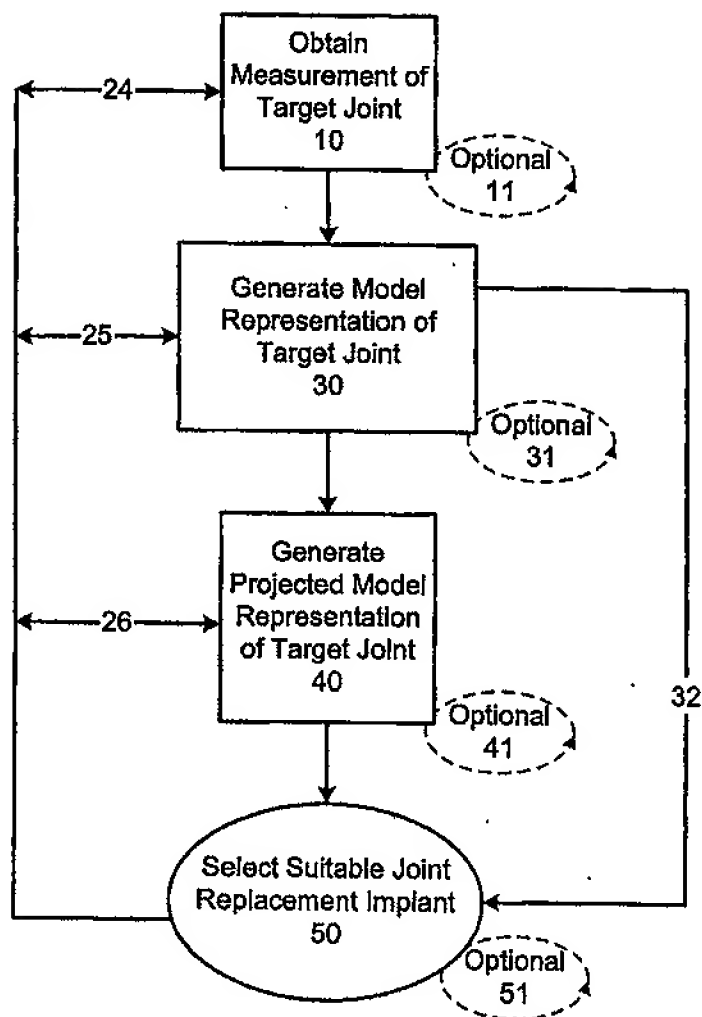 Obtain
Measurement of
Target Joint
10
24
Optional
11
Generate Model
Representation of
Target Joint
30
25
Optional
31
Generate
Projected Model
Representation
of Target Joint
40
26
Optional
41
32
Select Suitable Joint
Replacement Implant
50
Optional
51